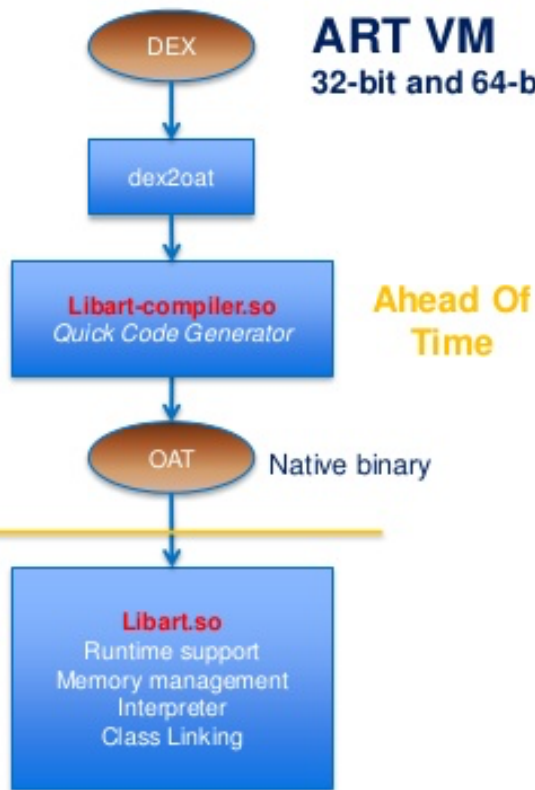 DEX
ART VM
32-bit and 64-b
dex2oat
Libart-compiler.so
Quick Code Generator
Ahead Of
Time
OAT
Native binary
Libart.so
Runtime support
Memory management
Interpreter
Class Linking